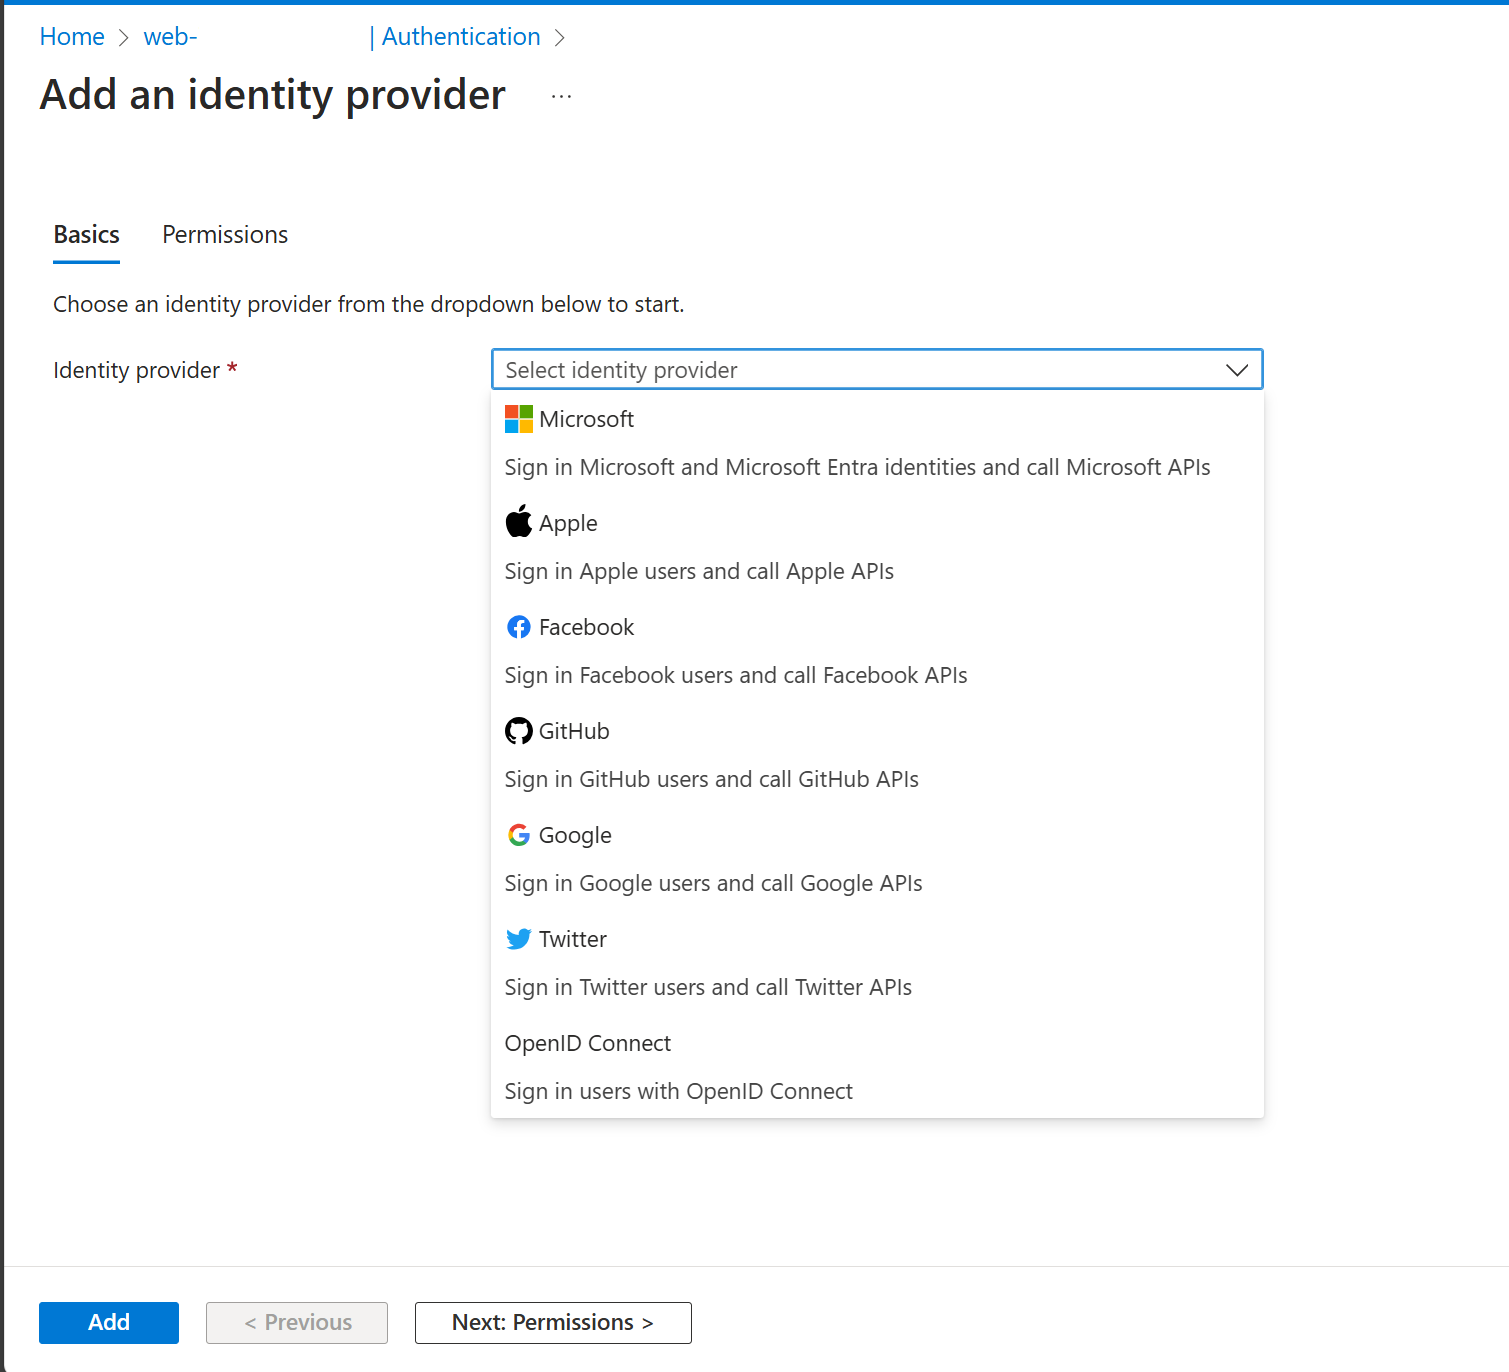 Home > web- | Authentication >
Add an identity provider ...
Basics Permissions
Choose an identity provider from the dropdown below to start.
Identity provider * Select identity provider
Microsoft
Sign in Microsoft and Microsoft Entra identities and call Microsoft APIs
Apple
Sign in Apple users and call Apple APIs
Facebook
Sign in Facebook users and call Facebook APIs
GitHub
Sign in GitHub users and call GitHub APIs
Google
Sign in Google users and call Google APIs
Twitter
Sign in Twitter users and call Twitter APIs
OpenID Connect
Sign in users with OpenID Connect
Add < Previous Next: Permissions >